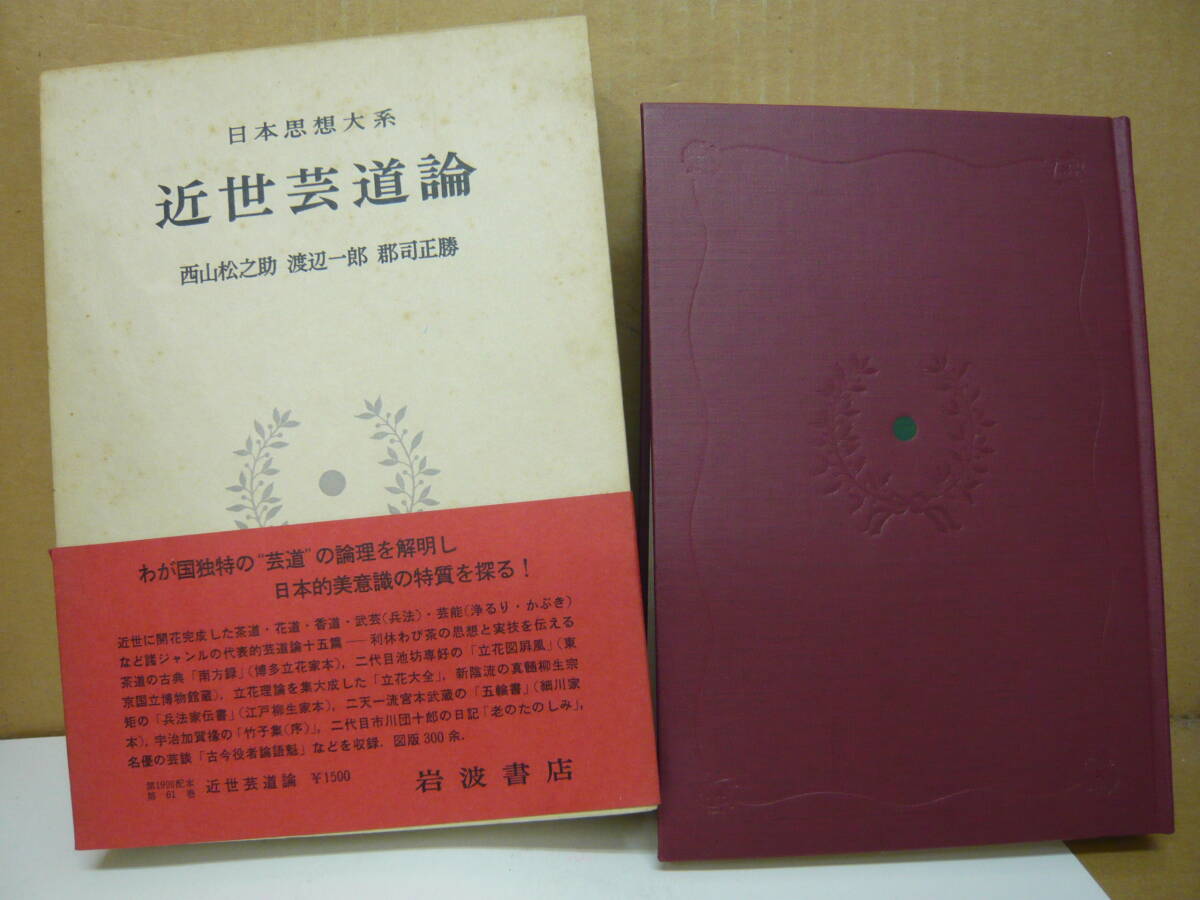 日本思想大系
近世芸道論
西山松之助 渡辺一郎 郡司正勝
わが国独特の“芸道”の論理を解明し
日本的美意識の特質を探る！
近世に開花完成した茶道・花道・香道・武芸(兵法)・芸能(浄るり・かぶき)
など諸ジャンルの代表的芸道論十五篇──利休わび茶の思想と実技を伝える
茶道の古典「南方録」(博多立花家本)，二代目池坊専好の「立花図屛風」(東
京国立博物館蔵)，立花理論を集大成した「立花大全」，新陰流の真髄柳生宗
矩の「兵法家伝書」(江戸柳生家本)，二天一流宮本武蔵の「五輪書」(細川家
本)，宇治加賀掾の「竹子集(序)」，二代目市川団十郎の日記「老のたのしみ」，
名優の芸談「古今役者論語魁」などを収録．図版300余．
第19回配本
第 61 巻 近世芸道論 ¥1500 岩波書店